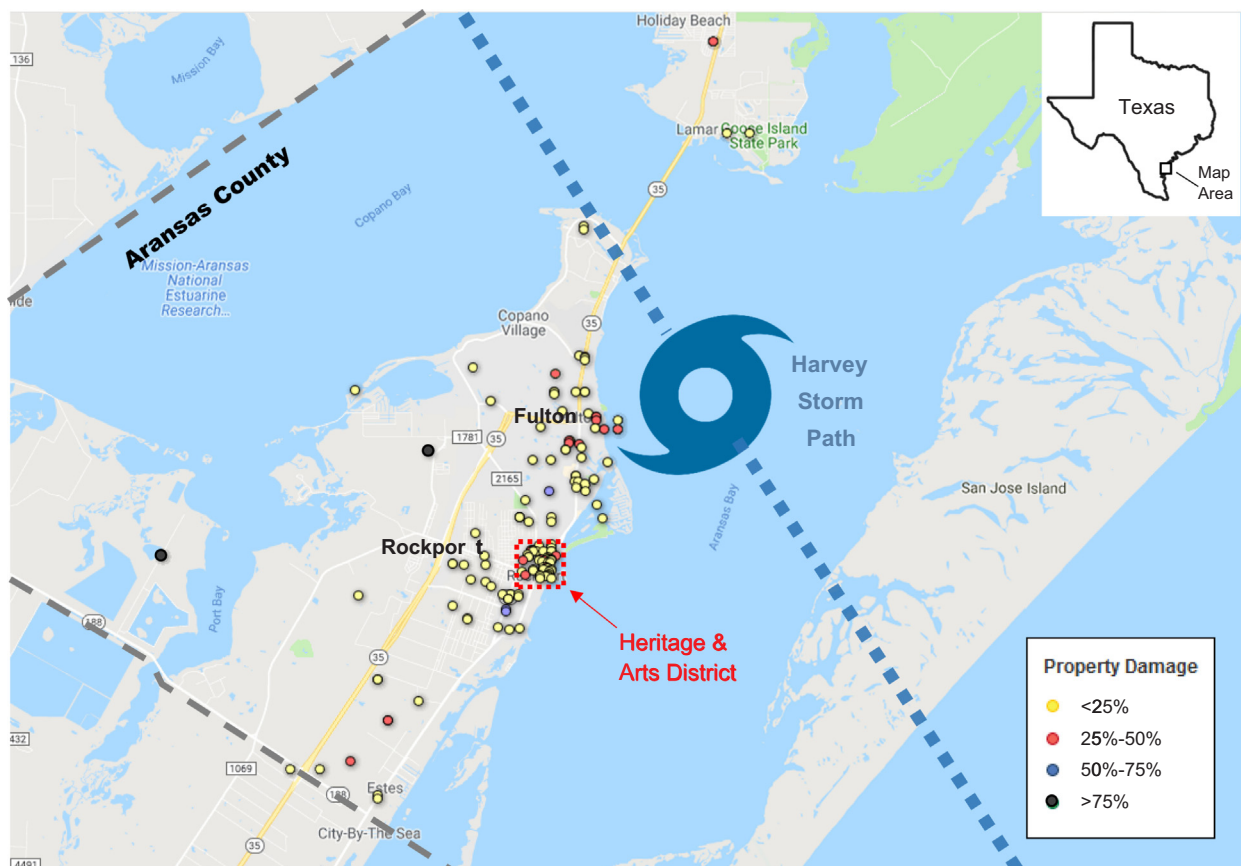 Holiday Beach
136
Mission Bay
Texas
Map
Area
Lamar
Goose Island
State Park
Aransas County
Copano Bay
35
Mission-Aransas
National
Estuarine
Research...
Copano
Village
35
Harvey
Storm
Path
Fulton
1781
35
2165
San Jose Island
Aransas Bay
Rockpor t
Port Bay
188
Heritage &
Arts District
35
Property Damage
<25%
25%-50%
50%-75%
>75%
432
1069
188
Estes
City-By-The Sea
35
4491